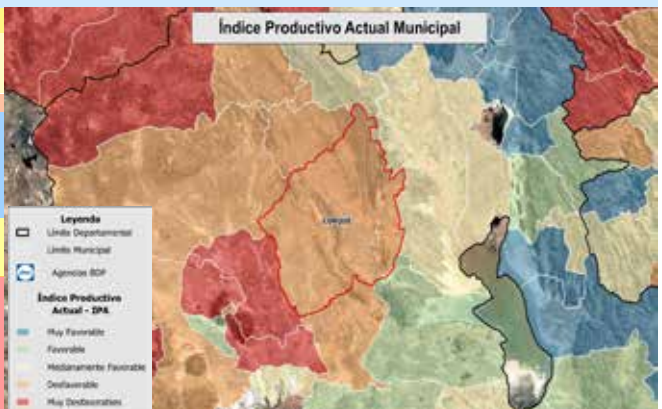 Índice Productivo Actual Municipal
CORQUE
Leyenda
Límite Departamental
Límite Municipal
Agencias BDP
Índice Productivo
Actual - IPA
Muy Favorable
Favorable
Medianamente Favorable
Desfavorable
Muy Desfavorable